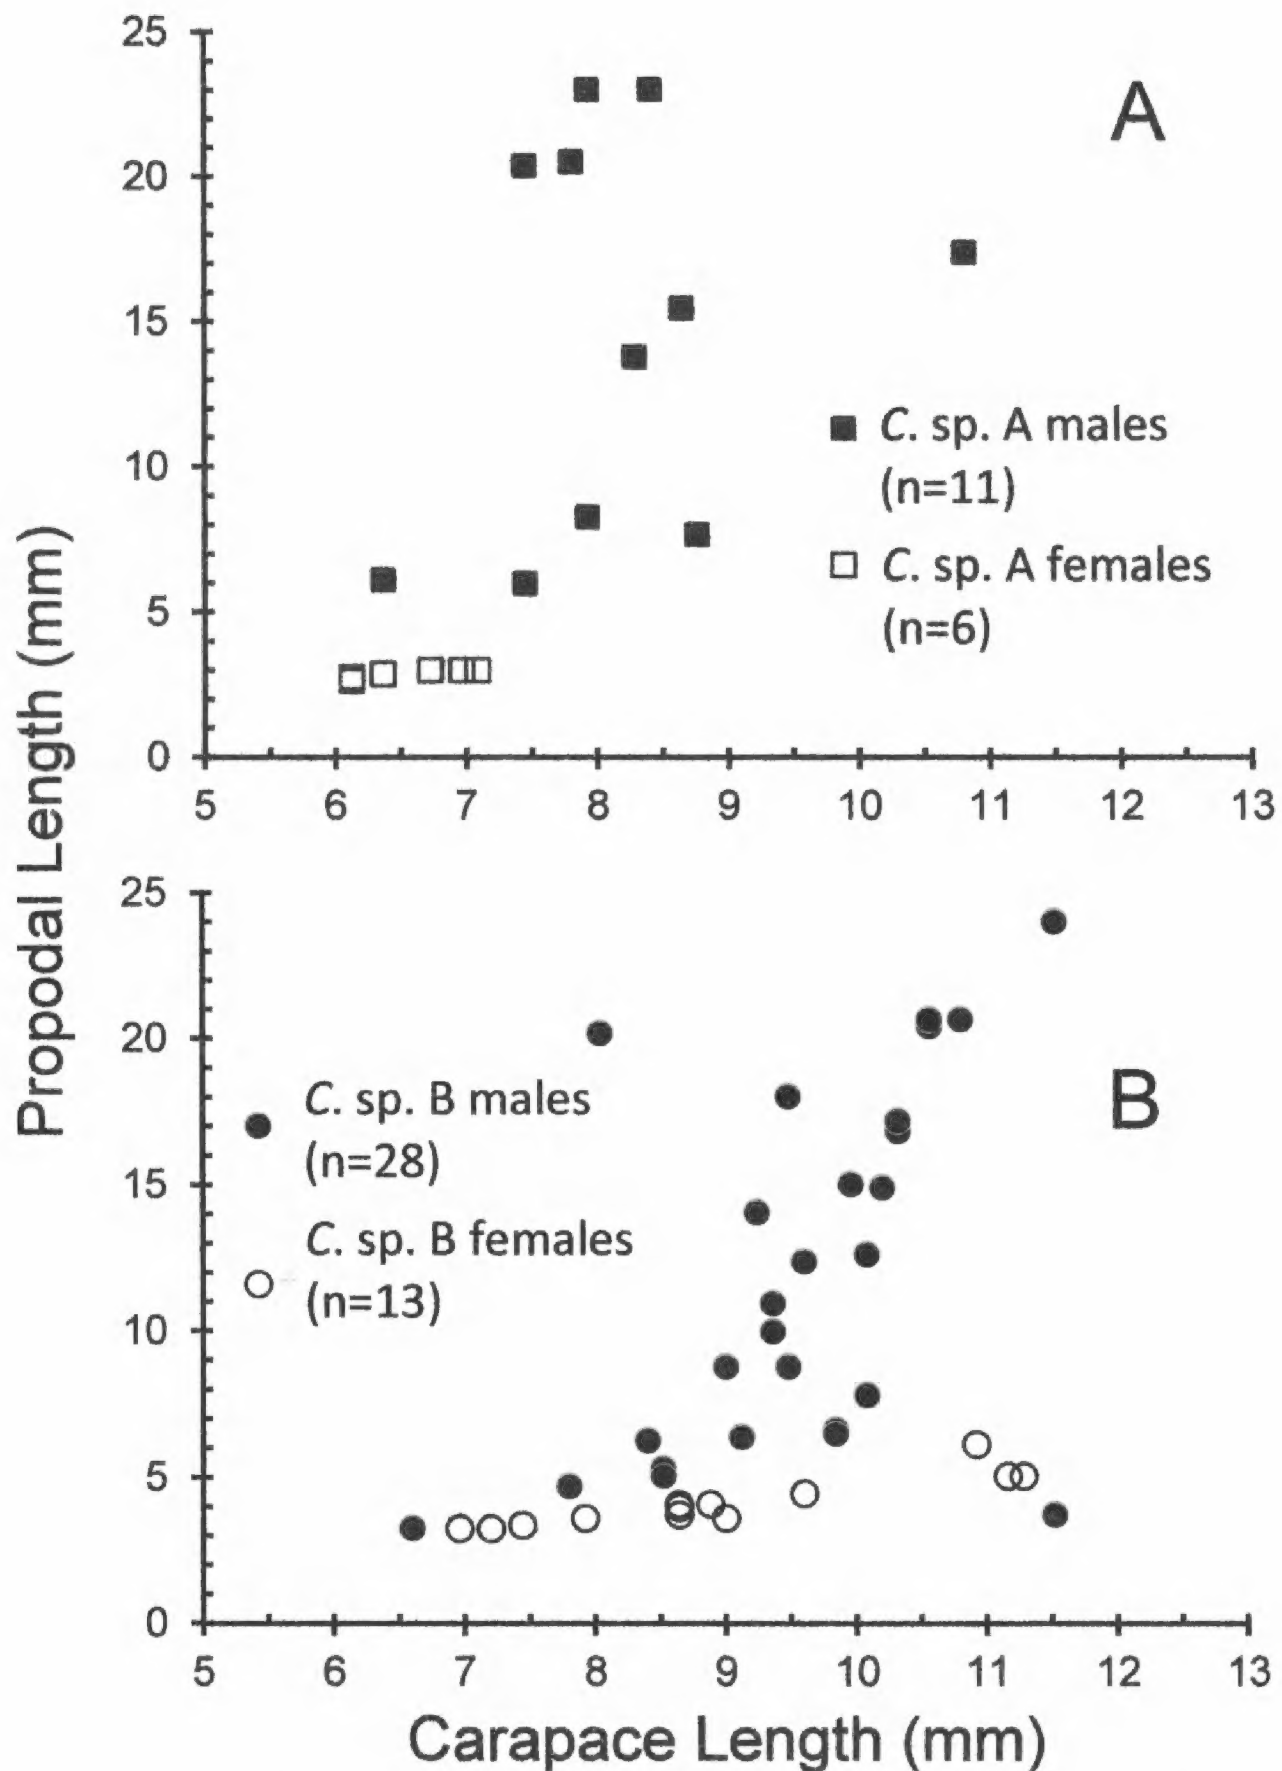 25
20
15
10
5
0
5 6 7 8 9 10 11 12 13
A
C. sp. A males
(n=11)
C. sp. A females
(n=6)
Propodal Length (mm)
25
20
15
10
5
0
5 6 7 8 9 10 11 12 13
B
C. sp. B males
(n=28)
C. sp. B females
(n=13)
Carapace Length (mm)